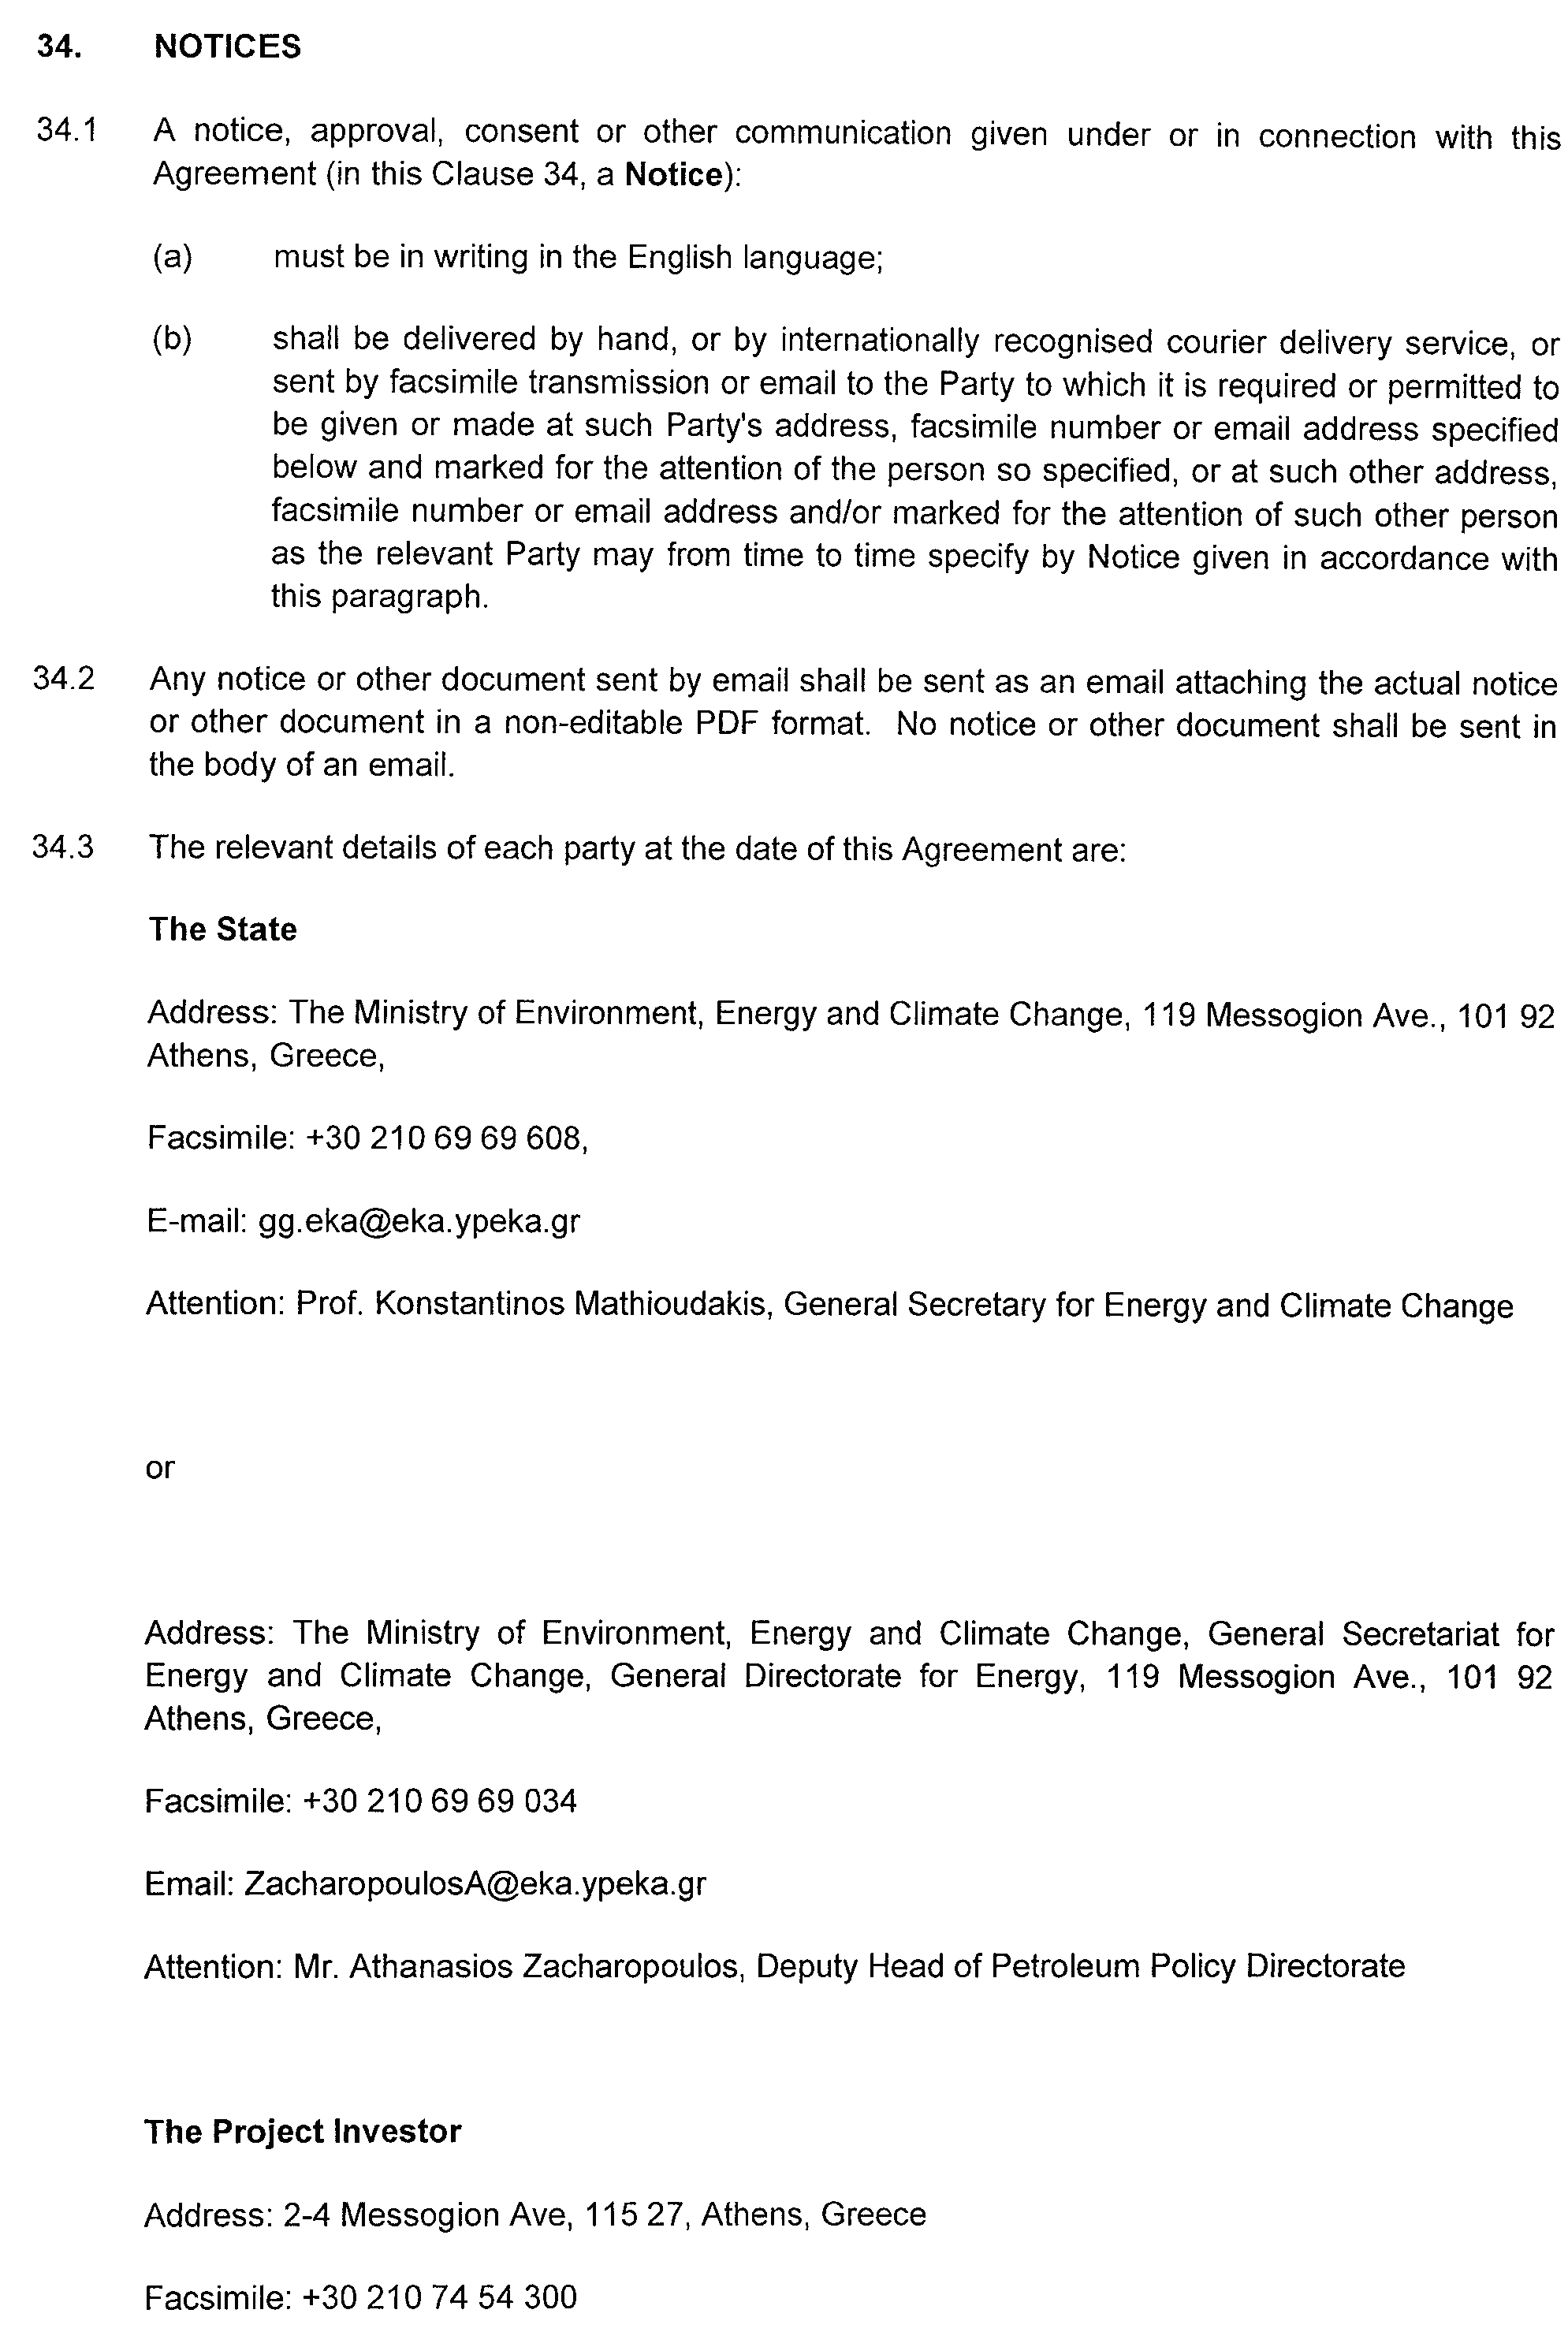 34. NOTICES
34.1 A notice, approval, consent or other communication given under or in connection with this
Agreement (in this Clause 34, a Notice):
(a) must be in writing in the English language;
(b) shall be delivered by hand, or by internationally recognised courier delivery service, or
sent by facsimile transmission or email to the Party to which it is required or permitted to
be given or made at such Party's address, facsimile number or email address specified
below and marked for the attention of the person so specified, or at such other address,
facsimile number or email address and/or marked for the attention of such other person
as the relevant Party may from time to time specify by Notice given in accordance with
this paragraph.
34.2 Any notice or other document sent by email shall be sent as an email attaching the actual notice
or other document in a non-editable PDF format. No notice or other document shall be sent in
the body of an email.
34.3 The relevant details of each party at the date of this Agreement are:
The State
Address: The Ministry of Environment, Energy and Climate Change, 119 Messogion Ave., 101 92
Athens, Greece,
Facsimile: +30 210 69 69 608,
E-mail: gg.eka@eka.ypeka.gr
Attention: Prof. Konstantinos Mathioudakis, General Secretary for Energy and Climate Change
or
Address: The Ministry of Environment, Energy and Climate Change, General Secretariat for
Energy and Climate Change, General Directorate for Energy, 119 Messogion Ave., 101 92
Athens, Greece,
Facsimile: +30 210 69 69 034
Email: ZacharopoulosA@eka.ypeka.gr
Attention: Mr. Athanasios Zacharopoulos, Deputy Head of Petroleum Policy Directorate
The Project Investor
Address: 2-4 Messogion Ave, 115 27, Athens, Greece
Facsimile: +30 210 74 54 300